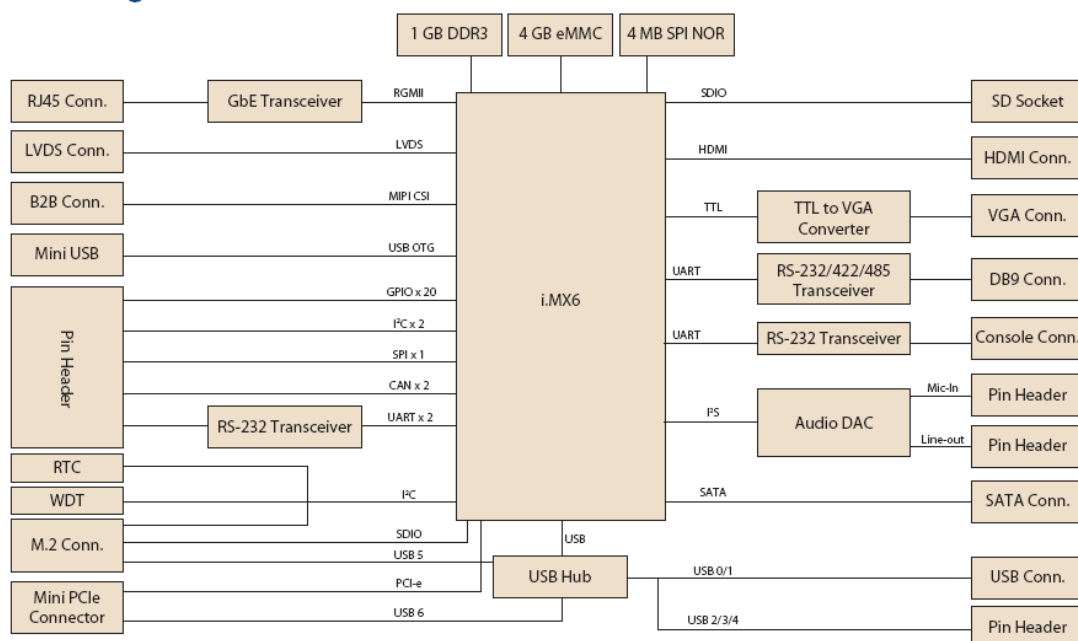 1 GB DDR3
4 GB eMMC
4 MB SPI NOR
RJ45 Conn.
GbE Transceiver
RGMII
SDIO
SD Socket
LVDS Conn.
LVDS
HDMI
HDMI Conn.
B2B Conn.
MIPI CSI
TTL
TTL to VGA
Converter
VGA Conn.
Mini USB
USB OTG
UART
RS-232/422/485
Transceiver
DB9 Conn.
Pin Header
GPIO x 20
I²C x 2
SPI x 1
CAN x 2
RS-232 Transceiver
UART x 2
i.MX6
UART
RS-232 Transceiver
Console Conn.
I²S
Audio DAC
Mic-In
Pin Header
Line-out
Pin Header
RTC
WDT
I²C
SATA
SATA Conn.
M.2 Conn.
SDIO
USB 5
USB
USB Hub
USB 0/1
USB Conn.
Mini PCIe
Connector
PCI-e
USB 6
USB 2/3/4
Pin Header